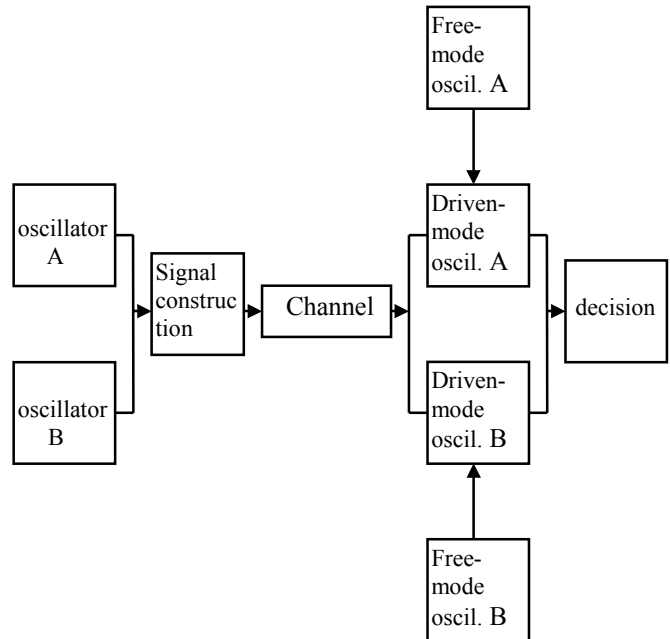 Free-
mode
oscil. A
oscillator
A
Signal
construc
tion
Channel
Driven-
mode
oscil. A
decision
oscillator
B
Driven-
mode
oscil. B
Free-
mode
oscil. B